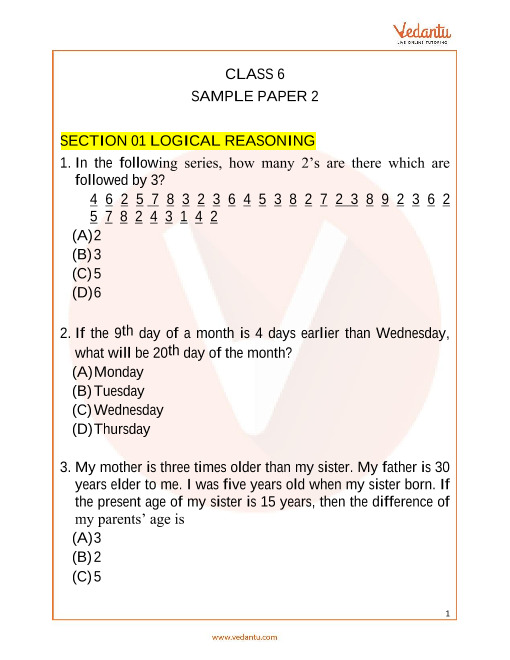 Vedantu
LIVE ONLINE TUTORING
CLASS 6
SAMPLE PAPER 2
SECTION 01 LOGICAL REASONING
1. In the following series, how many 2’s are there which are
followed by 3?
4 6 2 5 7 8 3 2 3 6 4 5 3 8 2 7 2 3 8 9 2 3 6 2
5 7 8 2 4 3 1 4 2
(A)2
(B)3
(C)5
(D)6
2. If the 9th day of a month is 4 days earlier than Wednesday,
what will be 20th day of the month?
(A)Monday
(B)Tuesday
(C)Wednesday
(D)Thursday
3. My mother is three times older than my sister. My father is 30
years elder to me. I was five years old when my sister born. If
the present age of my sister is 15 years, then the difference of
my parents’ age is
(A)3
(B)2
(C)5
1
www.vedantu.com